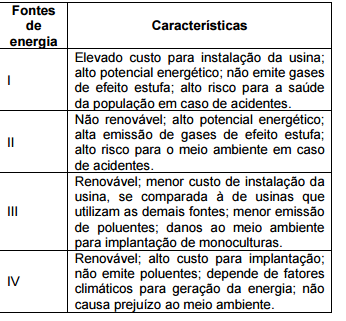 Fontes
de
energia
Características
I
Elevado custo para instalação da usina;
alto potencial energético; não emite gases
de efeito estufa; alto risco para a saúde
da população em caso de acidentes.
II
Não renovável; alto potencial energético;
alta emissão de gases de efeito estufa;
alto risco para o meio ambiente em caso
de acidentes.
III
Renovável; menor custo de instalação da
usina, se comparada à de usinas que
utilizam as demais fontes; menor emissão
de poluentes; danos ao meio ambiente
para implantação de monoculturas.
IV
Renovável; alto custo para implantação;
não emite poluentes; depende de fatores
climáticos para geração da energia; não
causa prejuízo ao meio ambiente.